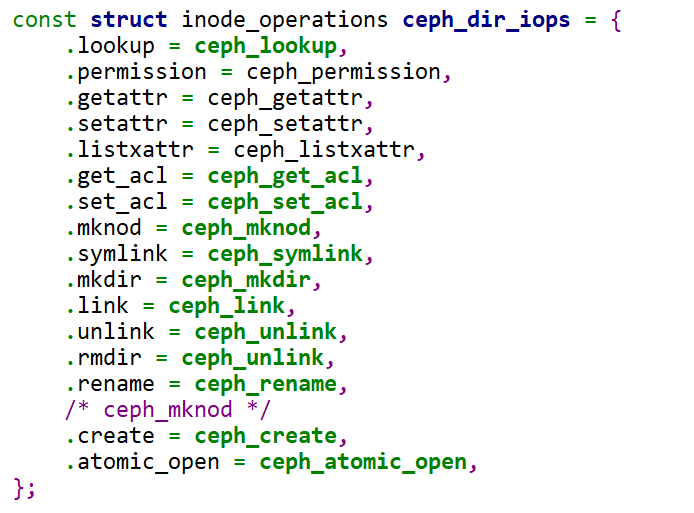 const struct inode_operations ceph_dir_iops = {
    .lookup = ceph_lookup,
    .permission = ceph_permission,
    .getattr = ceph_getattr,
    .setattr = ceph_setattr,
    .listxattr = ceph_listxattr,
    .get_acl = ceph_get_acl,
    .set_acl = ceph_set_acl,
    .mknod = ceph_mknod,
    .symlink = ceph_symlink,
    .mkdir = ceph_mkdir,
    .link = ceph_link,
    .unlink = ceph_unlink,
    .rmdir = ceph_unlink,
    .rename = ceph_rename,
    /* ceph_mknod */
    .create = ceph_create,
    .atomic_open = ceph_atomic_open,
};